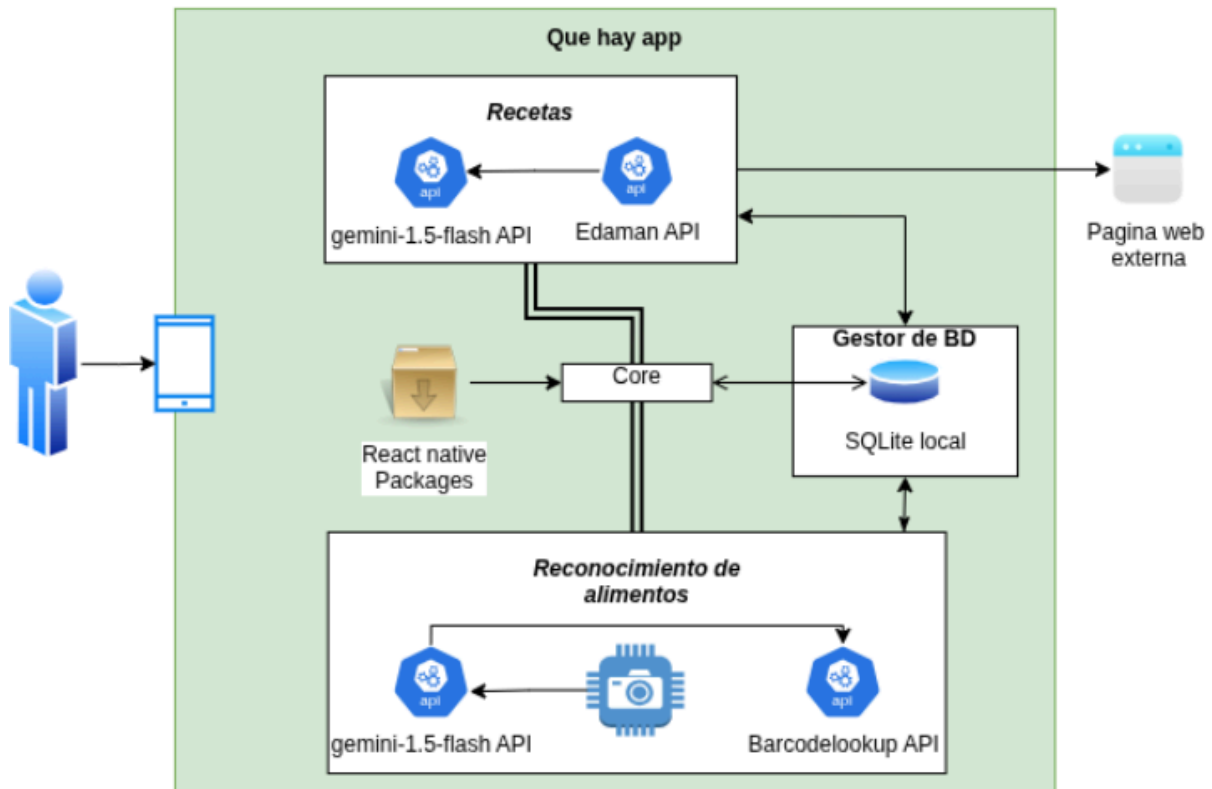 Que hay app
Recetas
api
api
gemini-1.5-flash API
Edaman API
Pagina web
externa
Gestor de BD
Core
SQLite local
React native
Packages
Reconocimiento de
alimentos
api
api
gemini-1.5-flash API
Barcodelookup API